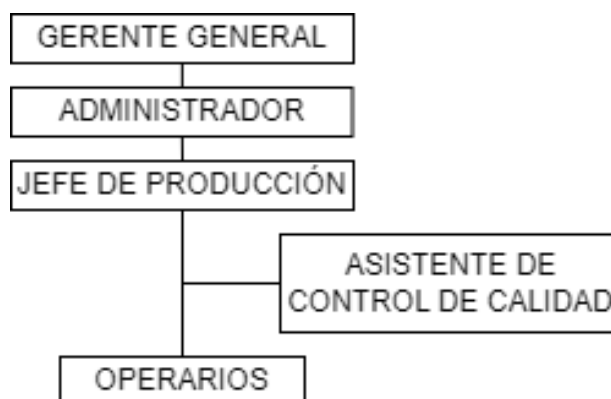 GERENTE GENERAL
ADMINISTRADOR
JEFE DE PRODUCCIÓN
ASISTENTE DE
CONTROL DE CALIDAD
OPERARIOS